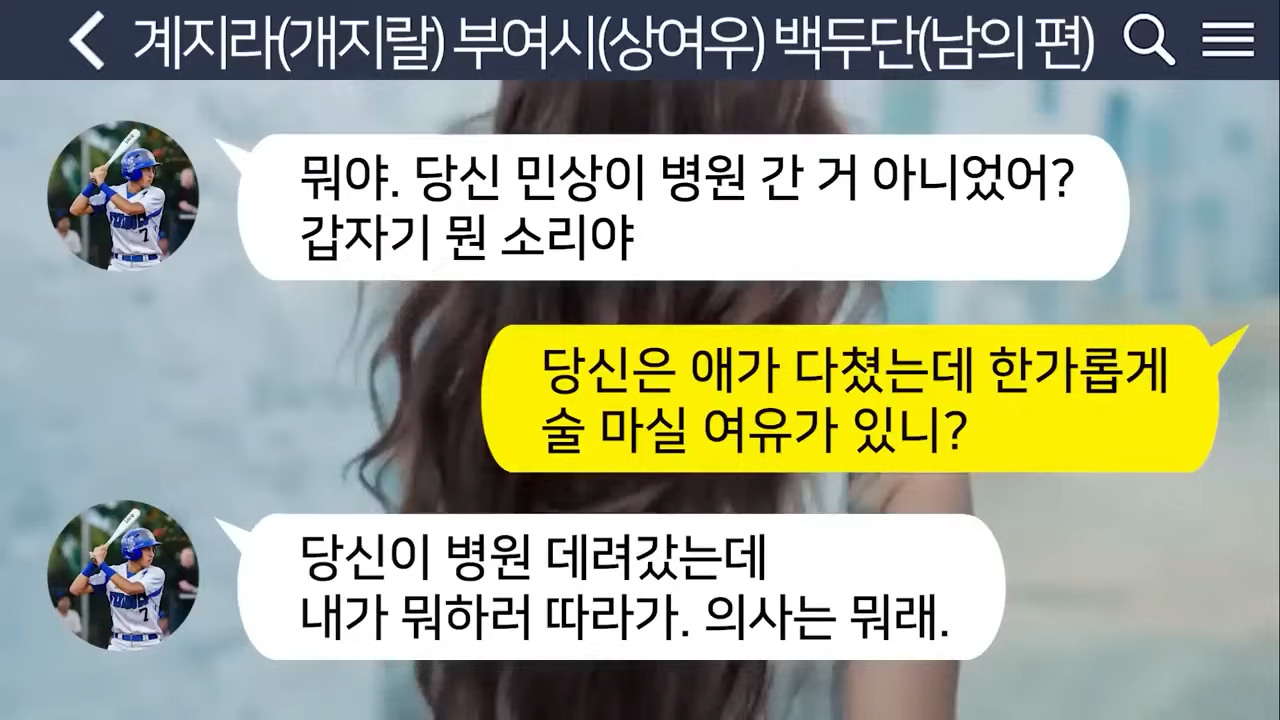 계지라(개지랄) 부여시(상여우) 백두단(남의 편)
뭐야. 당신 민상이 병원 간 거 아니었어?
갑자기 뭔 소리야
당신은 애가 다쳤는데 한가롭게
술 마실 여유가 있니?
당신이 병원 데려갔는데
내가 뭐하러 따라가. 의사는 뭐래.
7
7